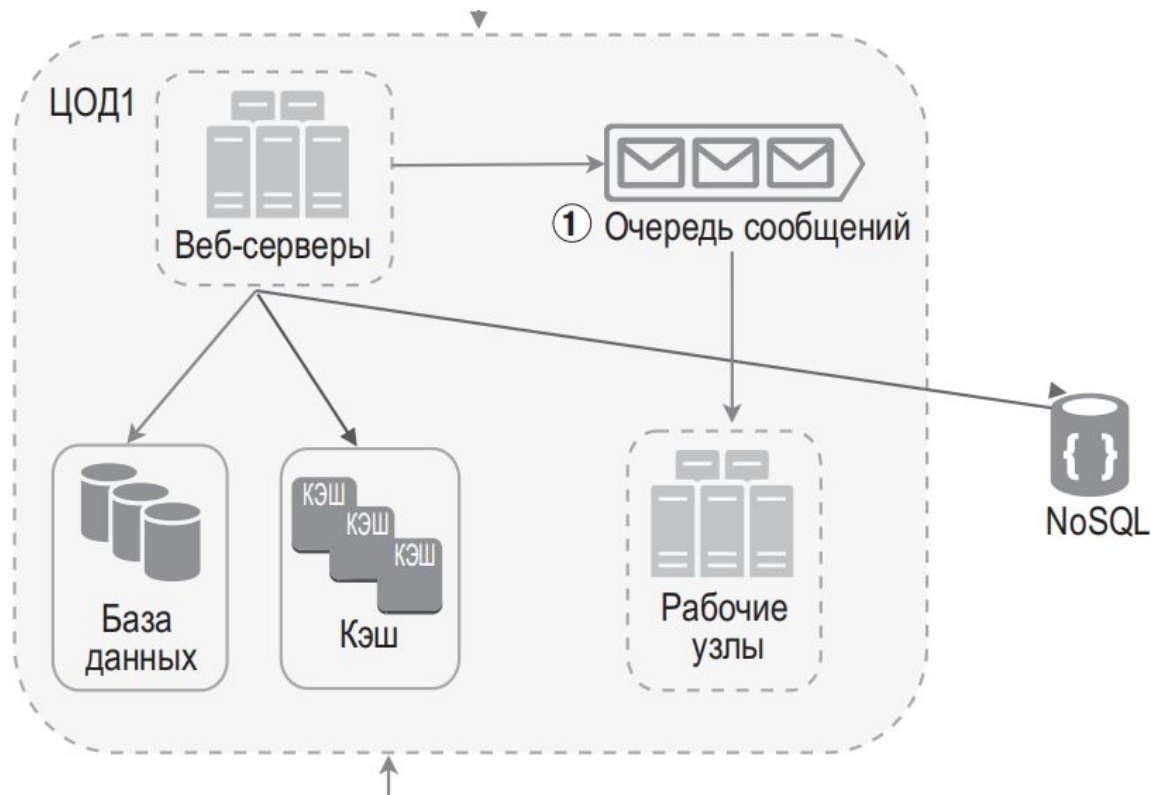 ЦОД1
Веб-серверы
1 Очередь сообщений
КЭШ
КЭШ
КЭШ
База
данных
Кэш
Рабочие
узлы
{ }
NoSQL